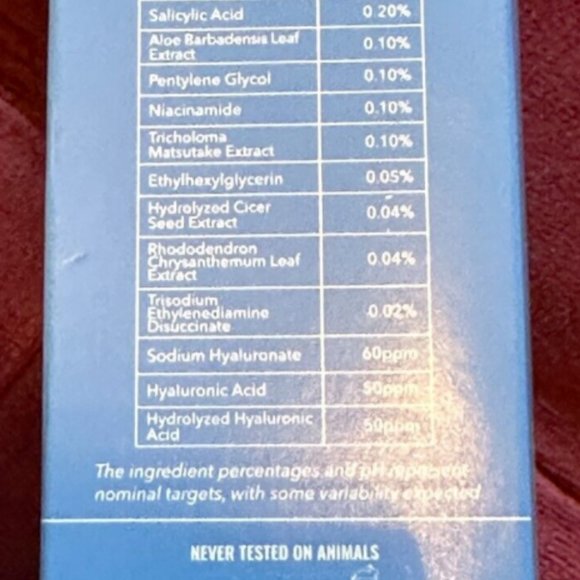 Salicylic Acid 0.20%
Aloe Barbadensis Leaf
Extract 0.10%
Pentylene Glycol 0.10%
Niacinamide 0.10%
Tricholoma
Matsutake Extract 0.10%
Ethylhexylglycerin 0.05%
Hydrolyzed Cicer
Seed Extract 0.04%
Rhododendron
Chrysanthemum Leaf
Extract 0.04%
Trisodium
Ethylenediamine
Disuccinate 0.02%
Sodium Hyaluronate 60ppm
Hyaluronic Acid 50ppm
Hydrolyzed Hyaluronic
Acid 50ppm
The ingredient percentages and pH represent
nominal targets, with some variability expected
NEVER TESTED ON ANIMALS